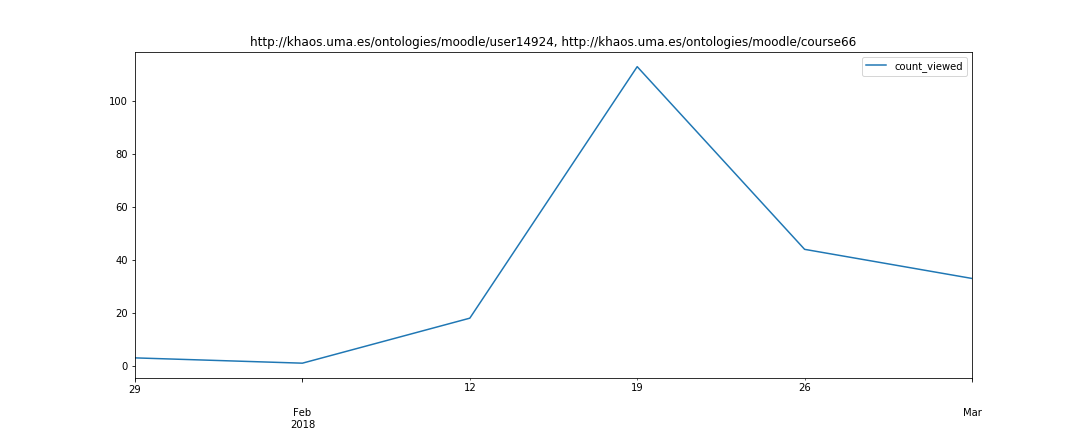 http://khaos.uma.es/ontologies/moodle/user14924, http://khaos.uma.es/ontologies/moodle/course66
count_viewed
100
80
60
40
20
0
29 12 19 26
Feb Mar
2018